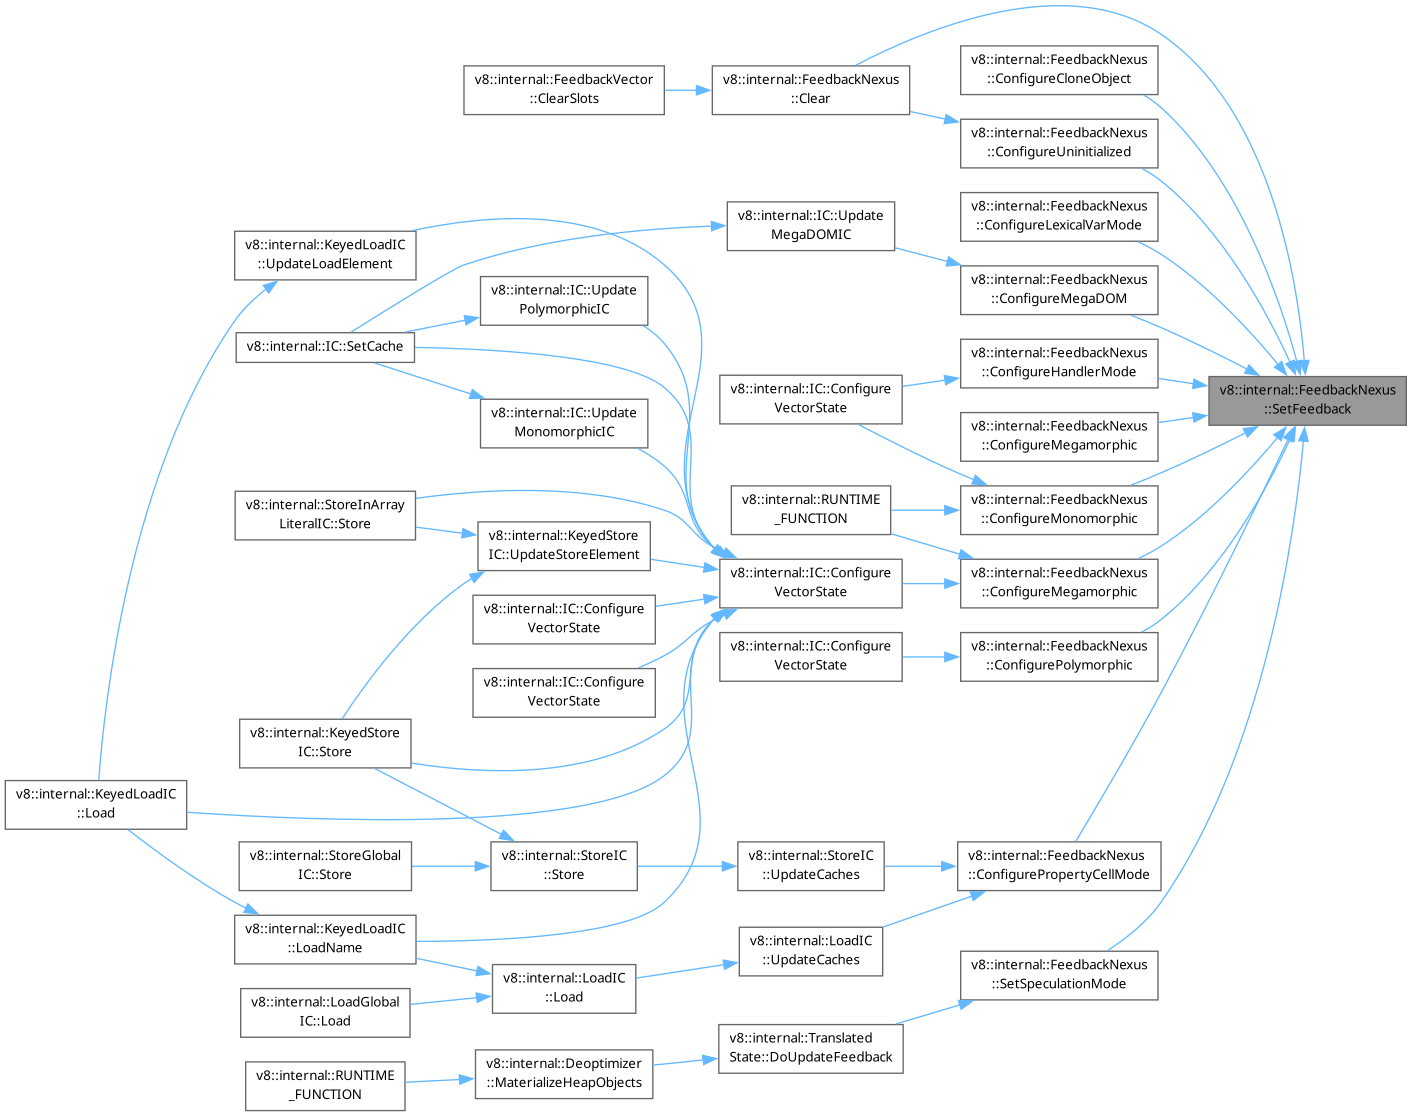 v8::internal::FeedbackNexus
::ConfigureCloneObject
v8::internal::FeedbackVector
::ClearSlots
v8::internal::FeedbackNexus
::Clear
v8::internal::FeedbackNexus
::ConfigureUninitialized
v8::internal::FeedbackNexus
::ConfigureLexicalVarMode
v8::internal::IC::Update
MegaDOMIC
v8::internal::KeyedLoadIC
::UpdateLoadElement
v8::internal::FeedbackNexus
::ConfigureMegaDOM
v8::internal::IC::Update
PolymorphicIC
v8::internal::IC::SetCache
v8::internal::FeedbackNexus
::ConfigureHandlerMode
v8::internal::IC::Configure
VectorState
v8::internal::FeedbackNexus
::SetFeedback
v8::internal::IC::Update
MonomorphicIC
v8::internal::FeedbackNexus
::ConfigureMegamorphic
v8::internal::StoreInArray
LiteralIC::Store
v8::internal::RUNTIME
_FUNCTION
v8::internal::FeedbackNexus
::ConfigureMonomorphic
v8::internal::KeyedStore
IC::UpdateStoreElement
v8::internal::IC::Configure
VectorState
v8::internal::FeedbackNexus
::ConfigureMegamorphic
v8::internal::IC::Configure
VectorState
v8::internal::IC::Configure
VectorState
v8::internal::FeedbackNexus
::ConfigurePolymorphic
v8::internal::IC::Configure
VectorState
v8::internal::KeyedStore
IC::Store
v8::internal::KeyedLoadIC
::Load
v8::internal::StoreGlobal
IC::Store
v8::internal::StoreIC
::Store
v8::internal::StoreIC
::UpdateCaches
v8::internal::FeedbackNexus
::ConfigurePropertyCellMode
v8::internal::KeyedLoadIC
::LoadName
v8::internal::LoadIC
::UpdateCaches
v8::internal::FeedbackNexus
::SetSpeculationMode
v8::internal::LoadIC
::Load
v8::internal::LoadGlobal
IC::Load
v8::internal::Translated
State::DoUpdateFeedback
v8::internal::Deoptimizer
::MaterializeHeapObjects
v8::internal::RUNTIME
_FUNCTION